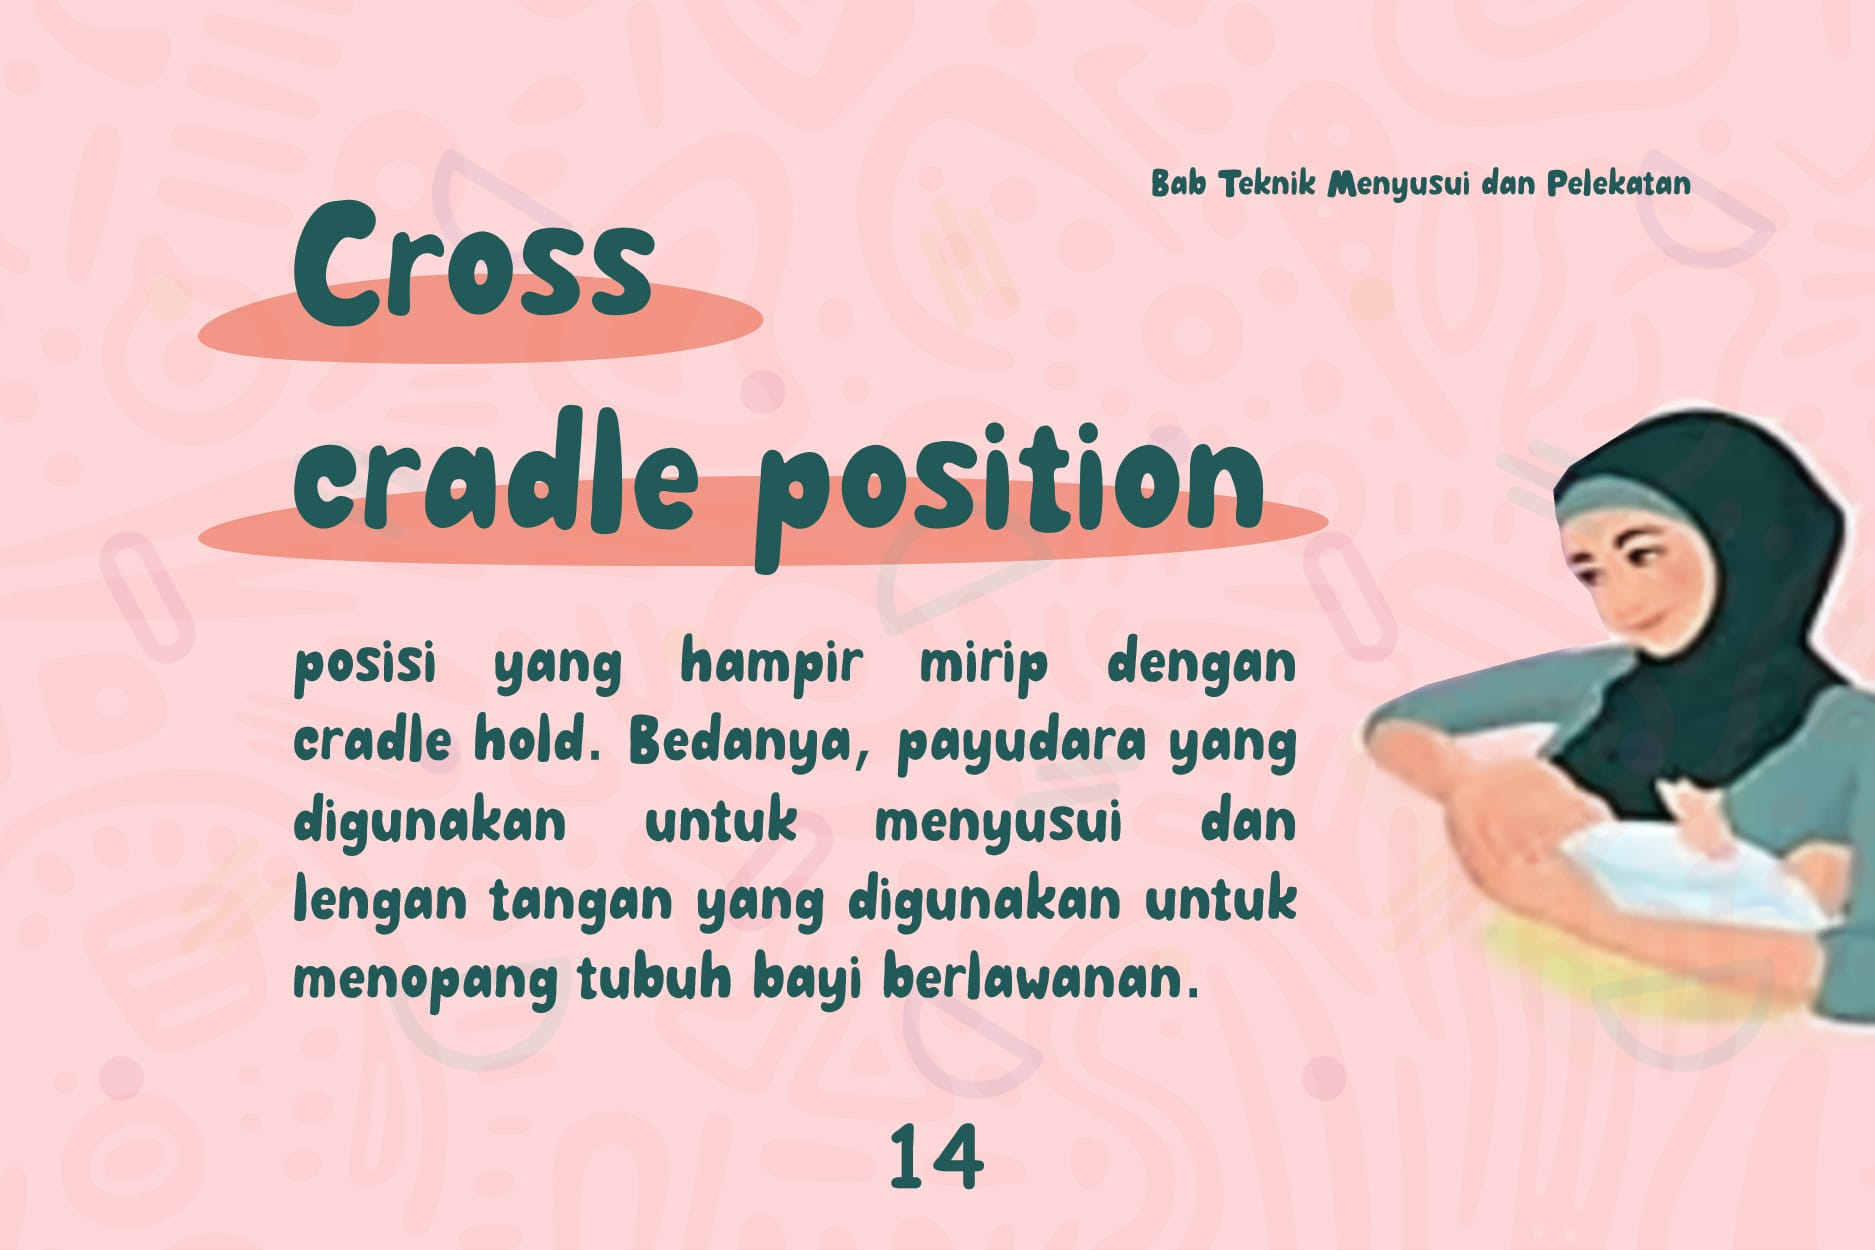 Bab Teknik Menyusui dan Pelekatan
Cross
cradle position
posisi yang hampir mirip dengan
cradle hold. Bedanya, payudara yang
digunakan untuk menyusui dan
lengan tangan yang digunakan untuk
menopang tubuh bayi berlawanan.
14